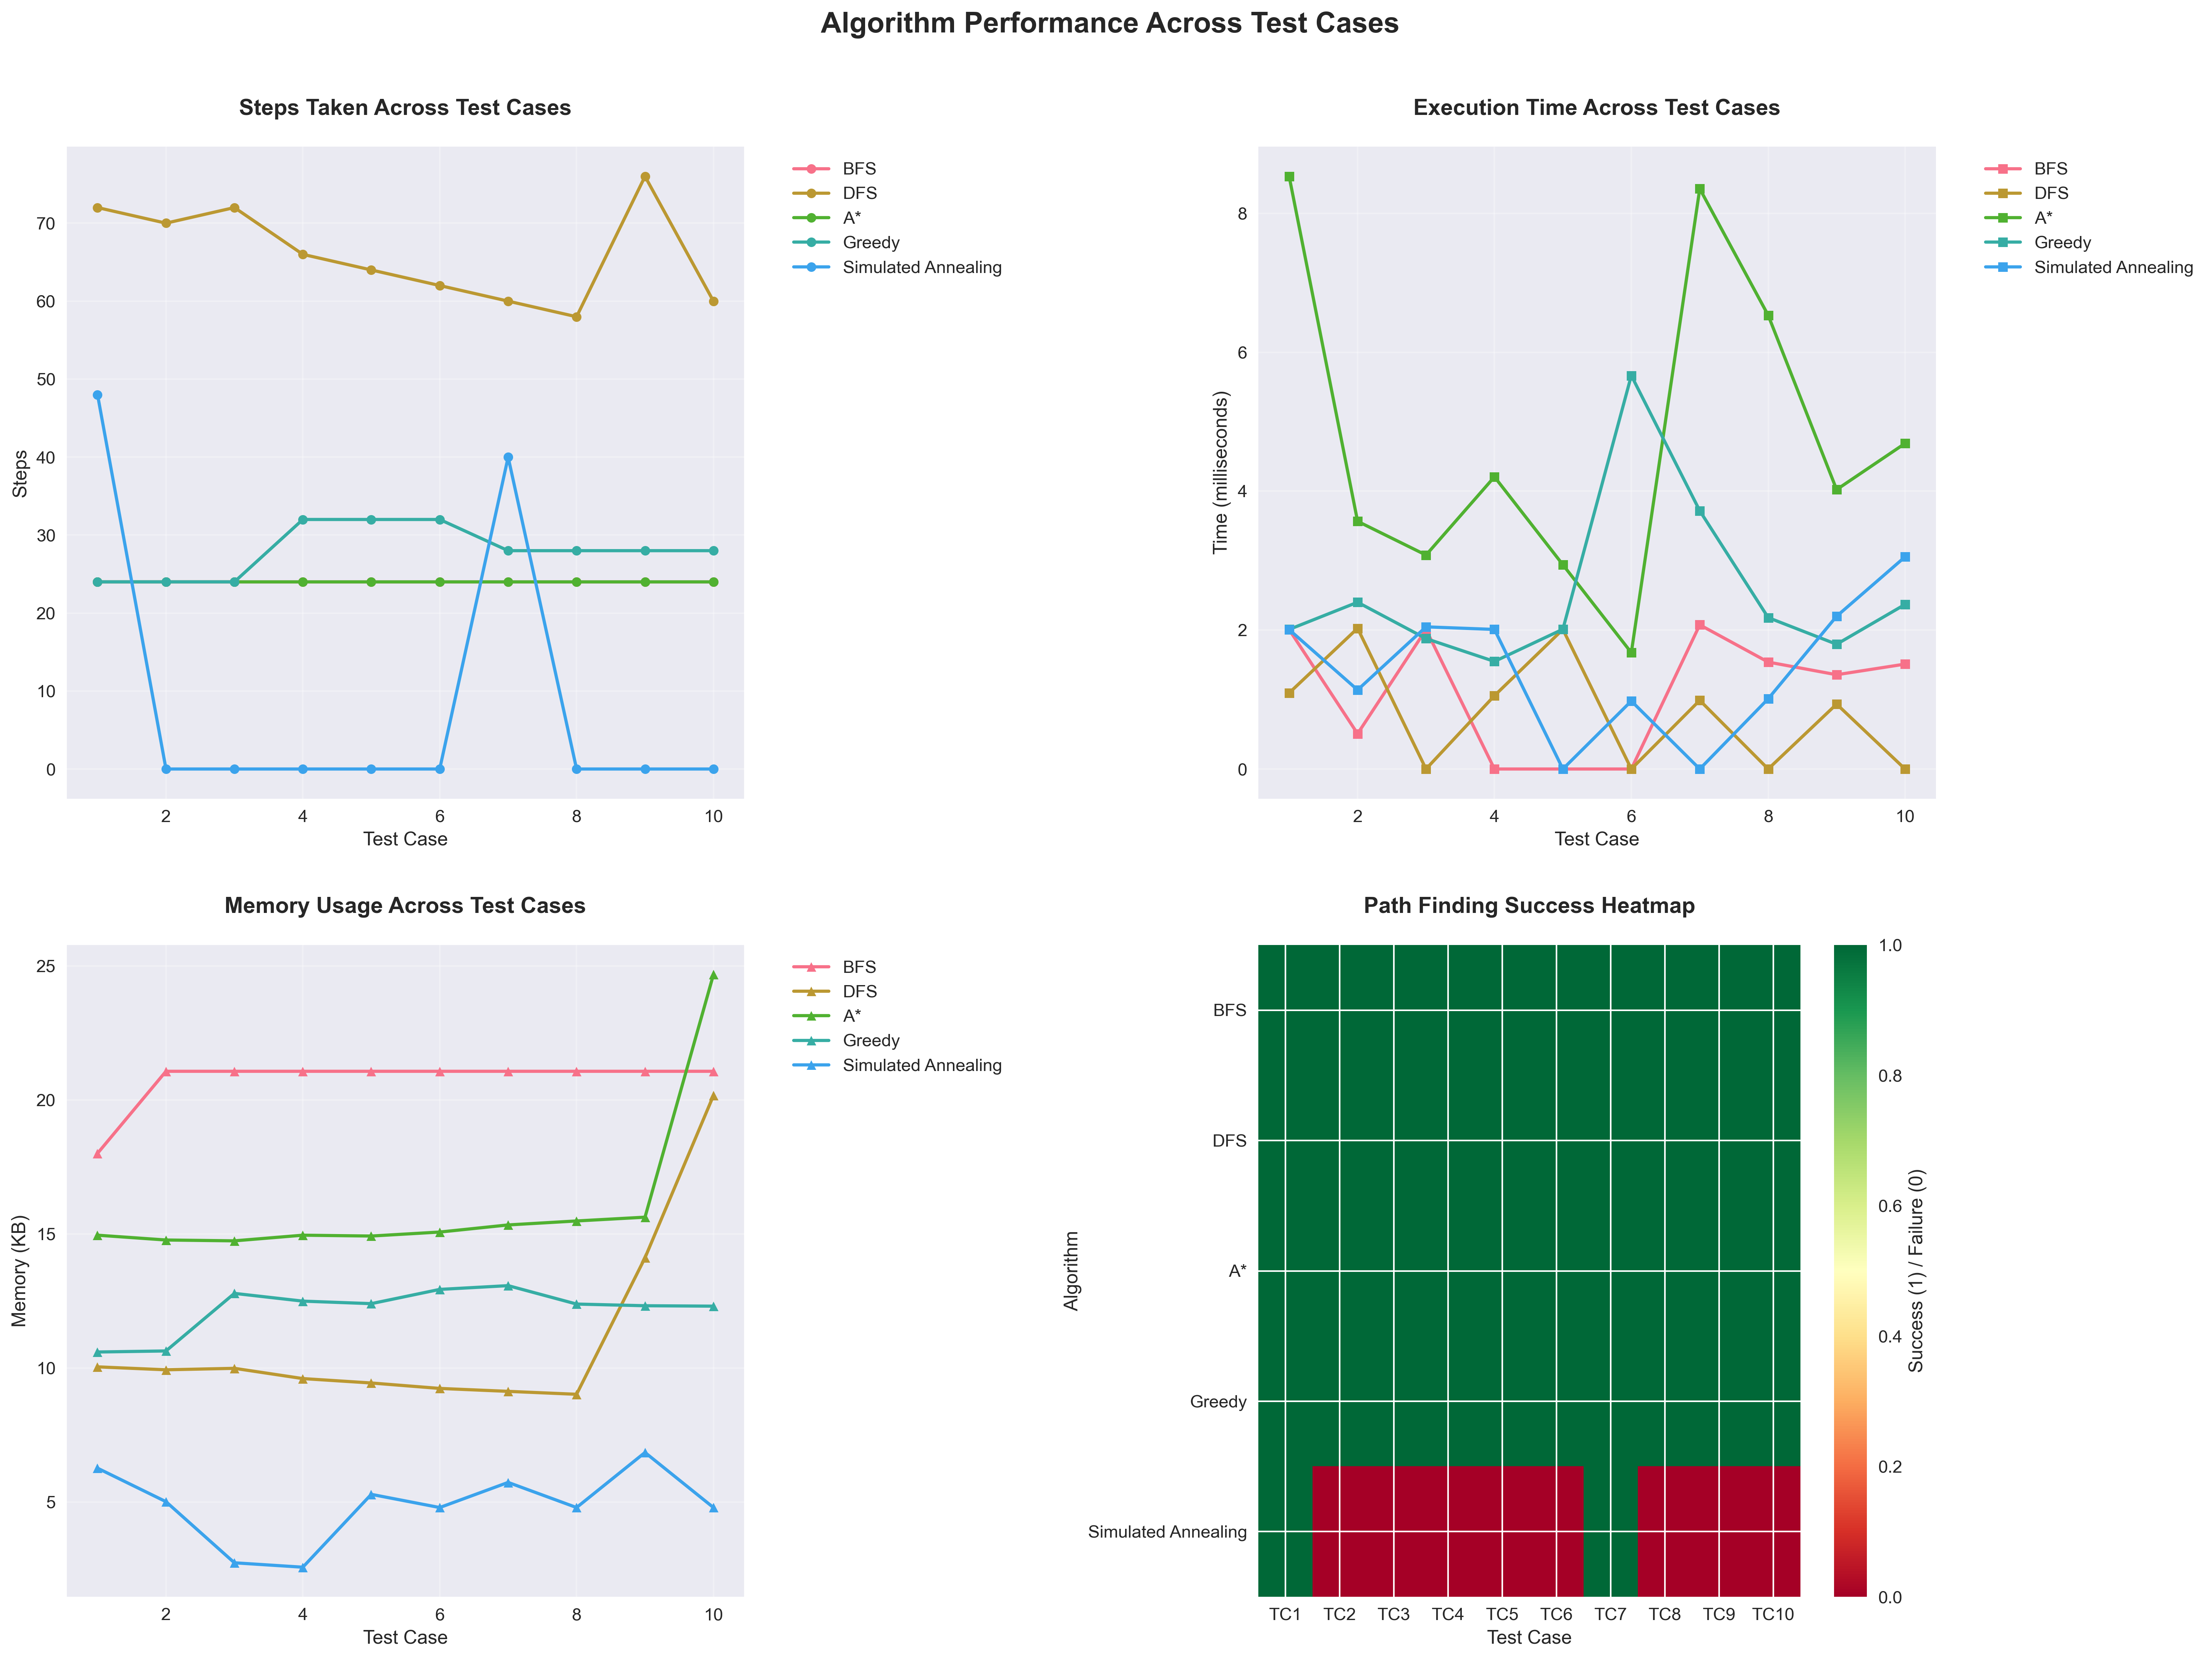 Algorithm Performance Across Test Cases
Steps Taken Across Test Cases
Steps
70
60
50
40
30
20
10
0
2 4 6 8 10
Test Case
BFS
DFS
A*
Greedy
Simulated Annealing
Execution Time Across Test Cases
Time (milliseconds)
8
6
4
2
0
2 4 6 8 10
Test Case
BFS
DFS
A*
Greedy
Simulated Annealing
Memory Usage Across Test Cases
Memory (KB)
25
20
15
10
5
2 4 6 8 10
Test Case
BFS
DFS
A*
Greedy
Simulated Annealing
Path Finding Success Heatmap
Algorithm
BFS
DFS
A*
Greedy
Simulated Annealing
TC1 TC2 TC3 TC4 TC5 TC6 TC7 TC8 TC9 TC10
Test Case
1.0
0.8
0.6
0.4
0.2
0.0
Success (1) / Failure (0)